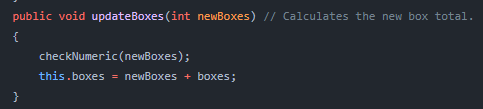 public void updateBoxes(int newBoxes) // Calculates the new box total.
{
checkNumeric(newBoxes);
this.boxes = newBoxes + boxes;
}